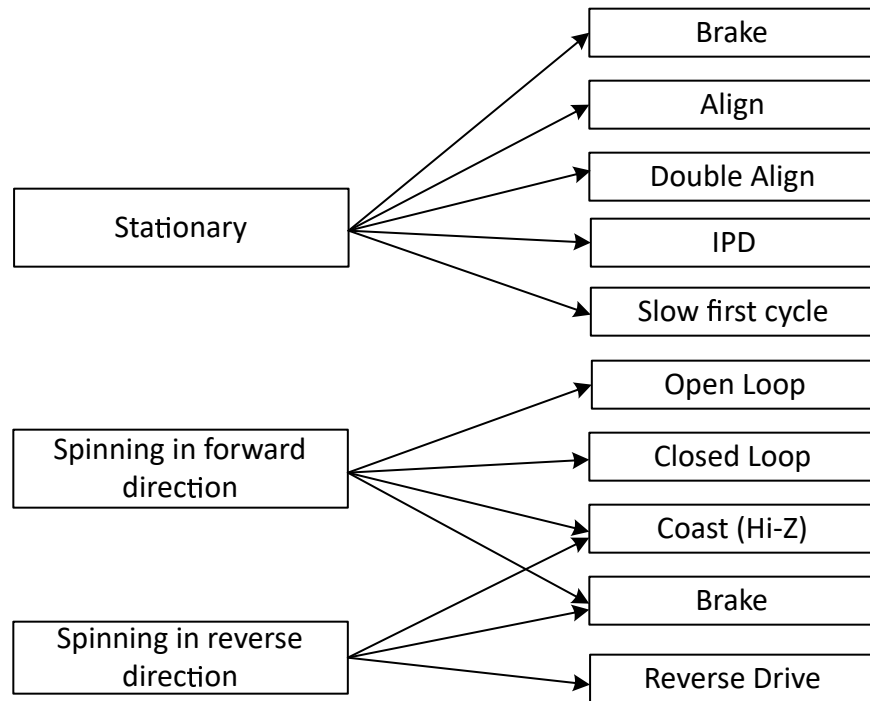 Brake
Align
Double Align
Stationary
IPD
Slow first cycle
Open Loop
Spinning in forward
direction
Closed Loop
Coast (Hi-Z)
Brake
Spinning in reverse
direction
Reverse Drive